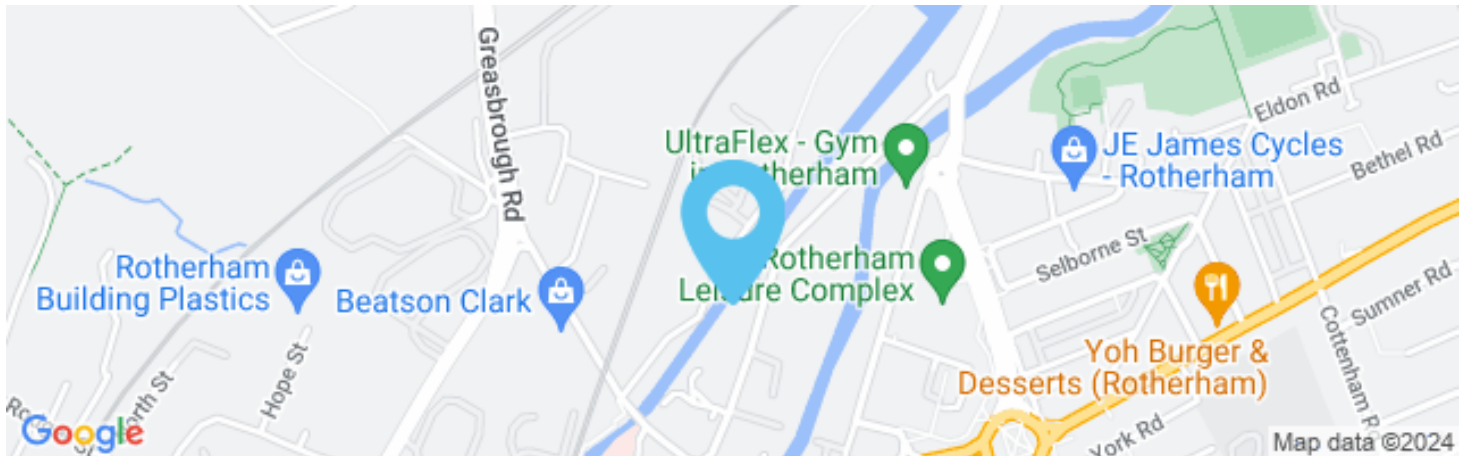 Greasbrough Rd
UltraFlex - Gym
in Rotherham
JE James Cycles
- Rotherham
Eldon Rd
Bethel Rd
Selborne St
Rotherham
Building Plastics
Beatson Clark
Rotherham
Leisure Complex
Yoh Burger &
Desserts (Rotherham)
Sumner Rd
Cottenham Rd
Hope St
York Rd
Google
Map data ©2024